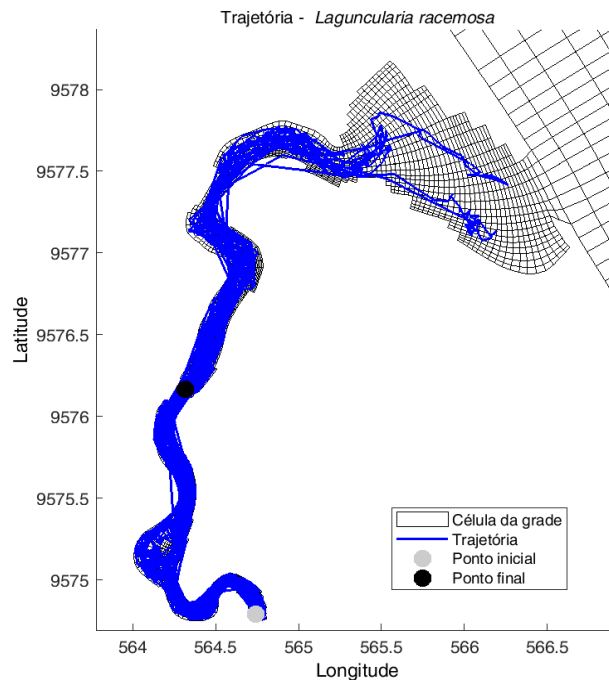 Trajetória - Laguncularia racemosa
9578
9577.5
9577
9576.5
9576
9575.5
9575
Latitude
Célula da grade
Trajetória
Ponto inicial
Ponto final
564 564.5 565 565.5 566 566.5
Longitude